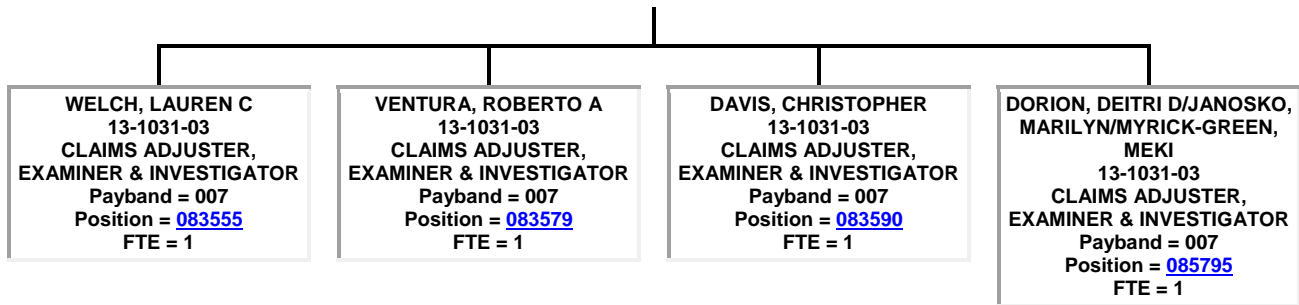 WELCH, LAUREN C
13-1031-03
CLAIMS ADJUSTER,
EXAMINER & INVESTIGATOR
Payband = 007
Position = 083555
FTE = 1
VENTURA, ROBERTO A
13-1031-03
CLAIMS ADJUSTER,
EXAMINER & INVESTIGATOR
Payband = 007
Position = 083579
FTE = 1
DAVIS, CHRISTOPHER
13-1031-03
CLAIMS ADJUSTER,
EXAMINER & INVESTIGATOR
Payband = 007
Position = 083590
FTE = 1
DORION, DEITRI D/JANOSKO,
MARILYN/MYRICK-GREEN,
MEKI
13-1031-03
CLAIMS ADJUSTER,
EXAMINER & INVESTIGATOR
Payband = 007
Position = 085795
FTE = 1